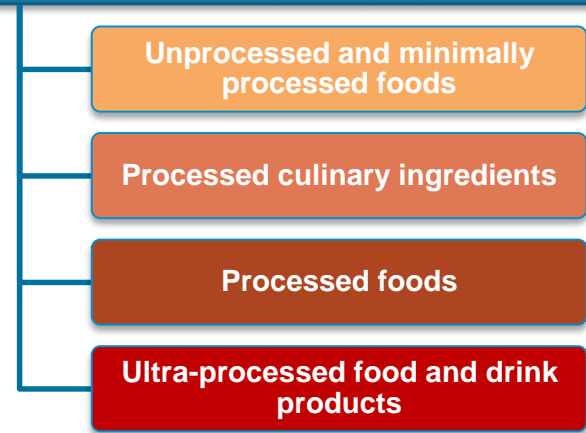 Unprocessed and minimally
processed foods
Processed culinary ingredients
Processed foods
Ultra-processed food and drink
products